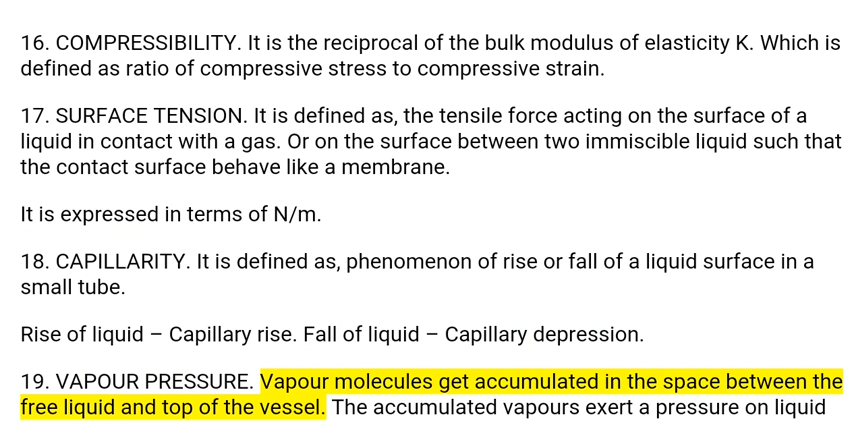 16. COMPRESSIBILITY. It is the reciprocal of the bulk modulus of elasticity K. Which is
defined as ratio of compressive stress to compressive strain.
17. SURFACE TENSION. It is defined as, the tensile force acting on the surface of a
liquid in contact with a gas. Or on the surface between two immiscible liquid such that
the contact surface behave like a membrane.
It is expressed in terms of N/m.
18. CAPILLARITY. It is defined as, phenomenon of rise or fall of a liquid surface in a
small tube.
Rise of liquid – Capillary rise. Fall of liquid – Capillary depression.
19. VAPOUR PRESSURE. Vapour molecules get accumulated in the space between the
free liquid and top of the vessel. The accumulated vapours exert a pressure on liquid